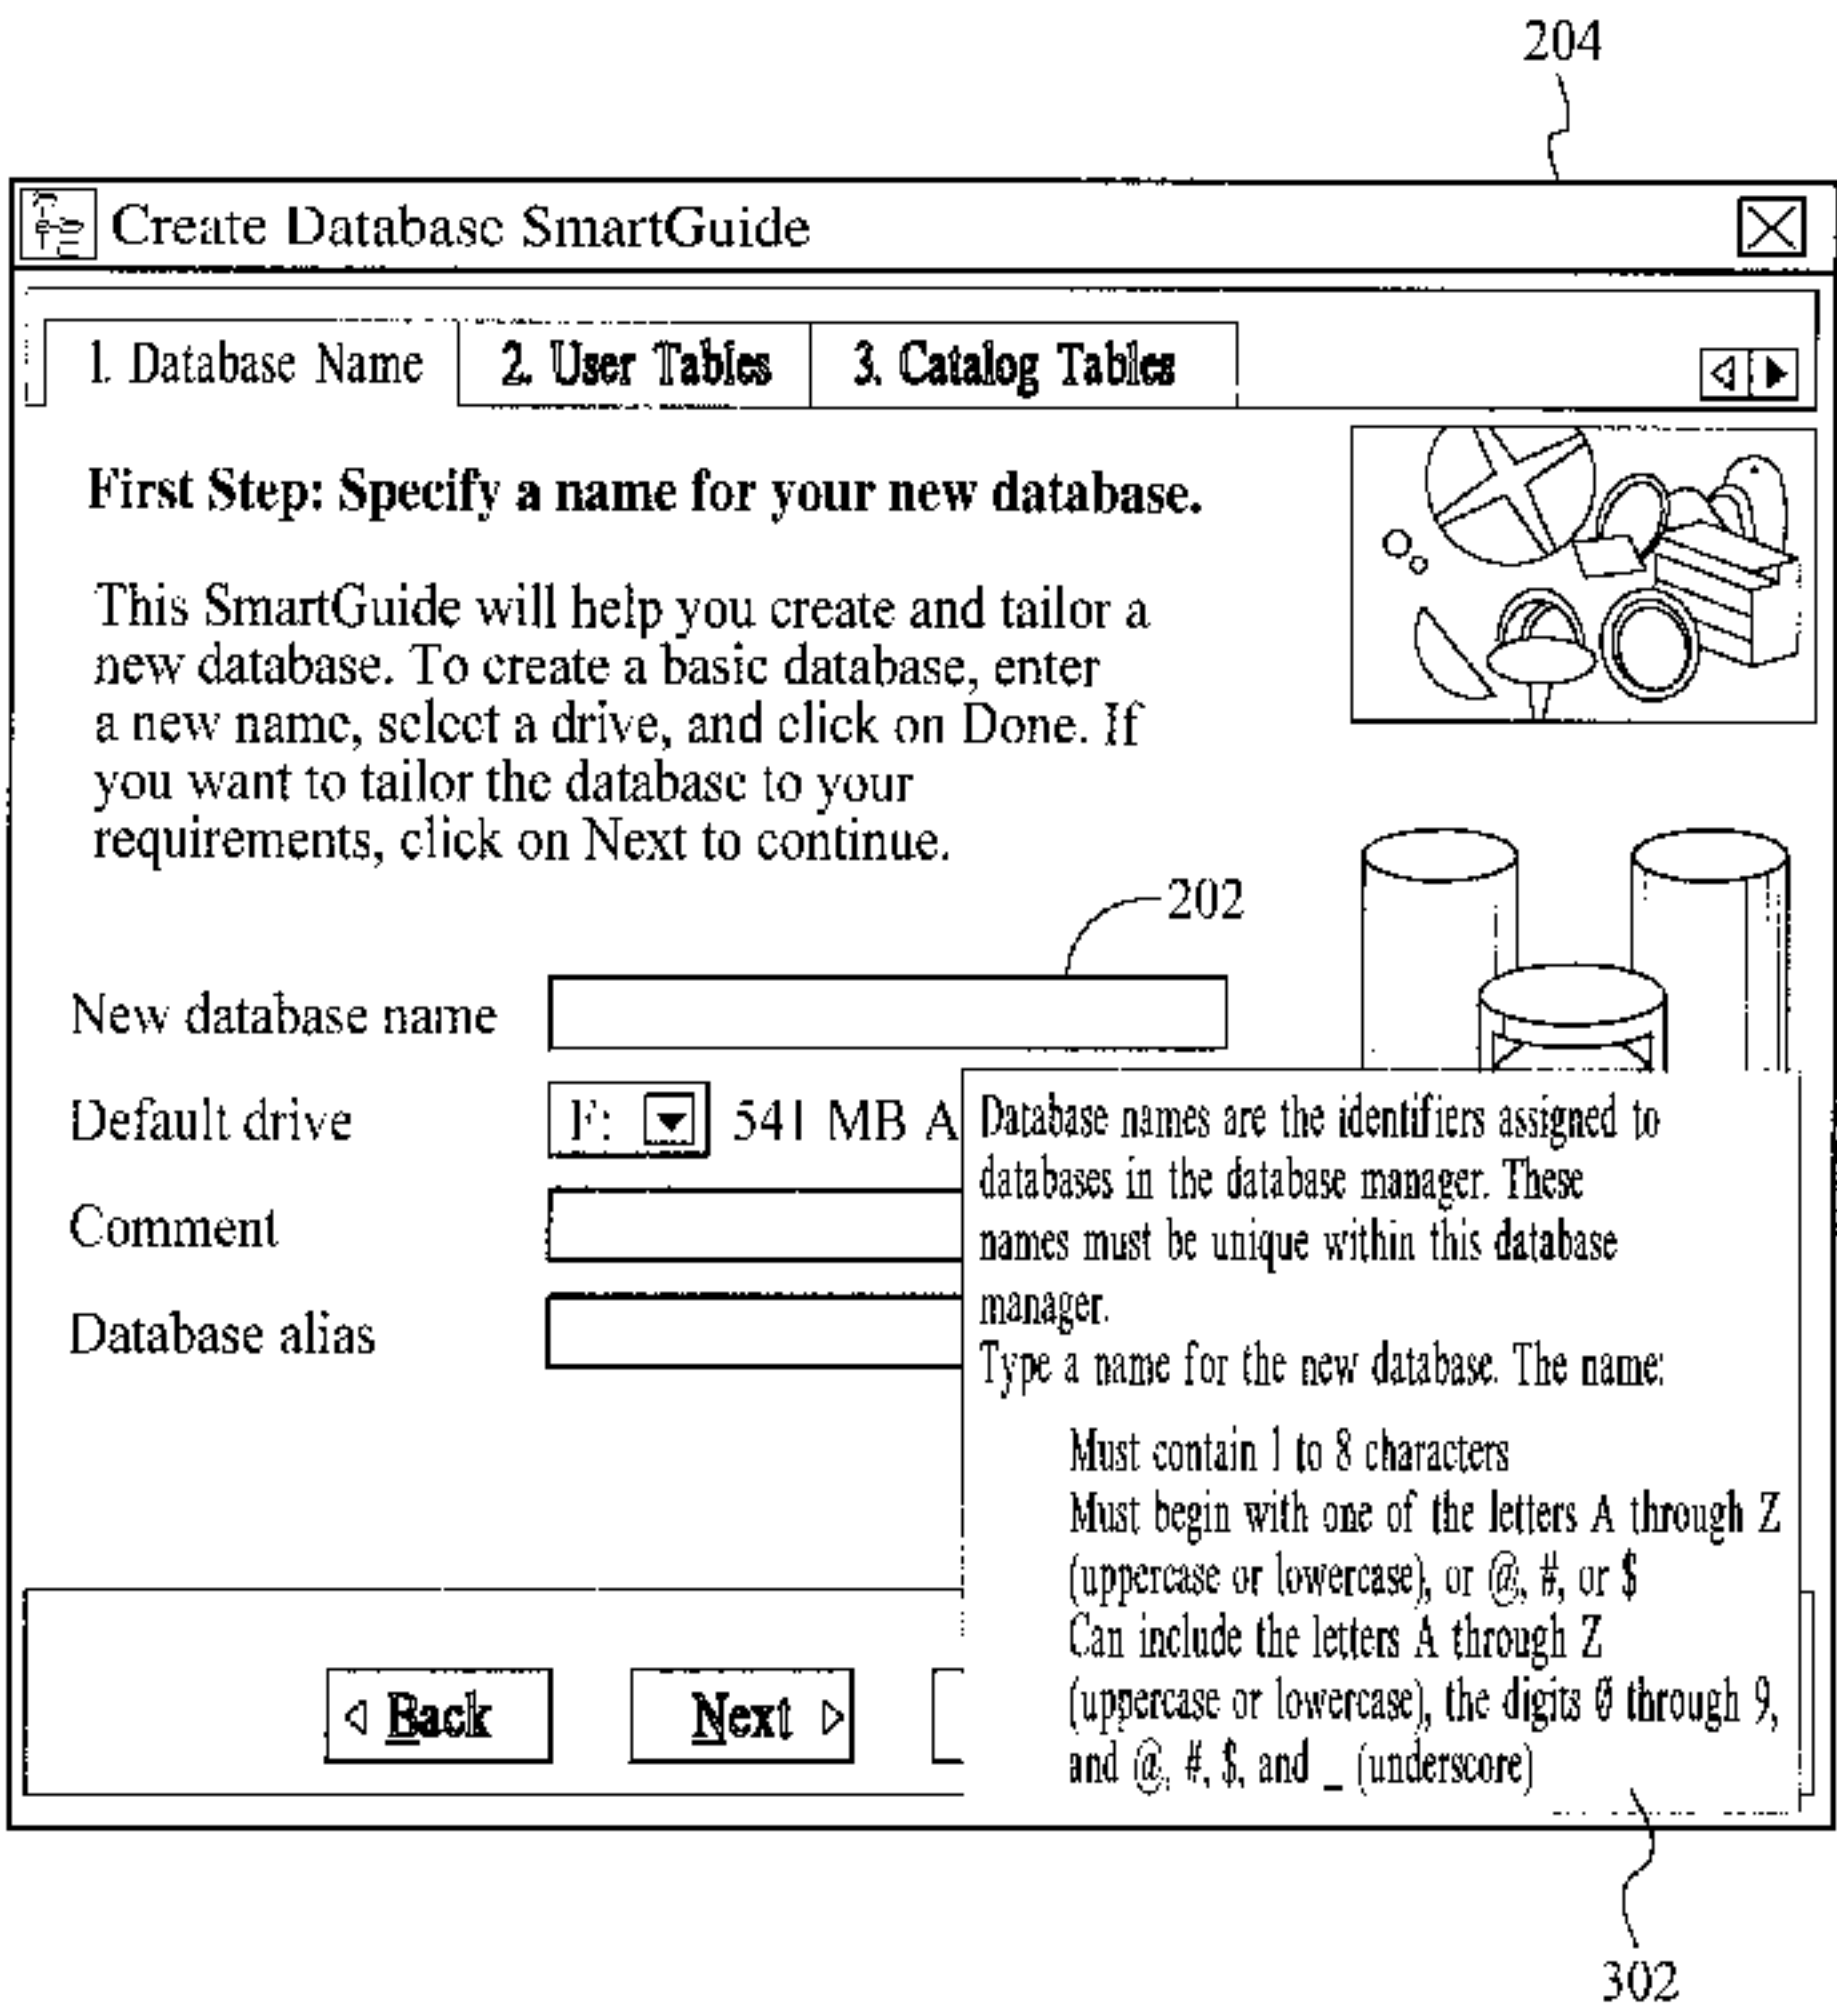 204
Create Database SmartGuide
1. Database Name 2. User Tables 3. Catalog Tables
First Step: Specify a name for your new database.
This SmartGuide will help you create and tailor a
new database. To create a basic database, enter
a new name, select a drive, and click on Done. If
you want to tailor the database to your
requirements, click on Next to continue.
202
New database name
Default drive F: 541 MB A
Comment
Database alias
Database names are the identifiers assigned to
databases in the database manager. These
names must be unique within this database
manager.
Type a name for the new database. The name:
Must contain 1 to 8 characters
Must begin with one of the letters A through Z
(uppercase or lowercase), or @, #, or $
Can include the letters A through Z
(uppercase or lowercase), the digits 0 through 9,
and @, #, $, and _ (underscore)
Back Next
302